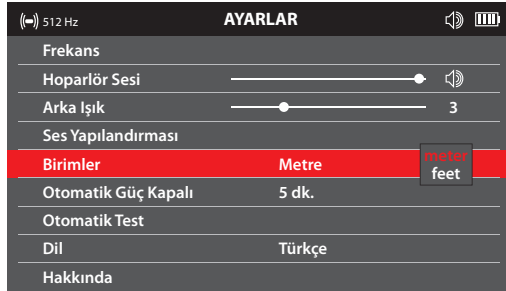 512 Hz AYARLAR
Frekans
Hoparlör Sesi
Arka Işık 3
Ses Yapılandırması
Birimler Metre meter
feet
Otomatik Güç Kapalı 5 dk.
Otomatik Test
Dil Türkçe
Hakkında